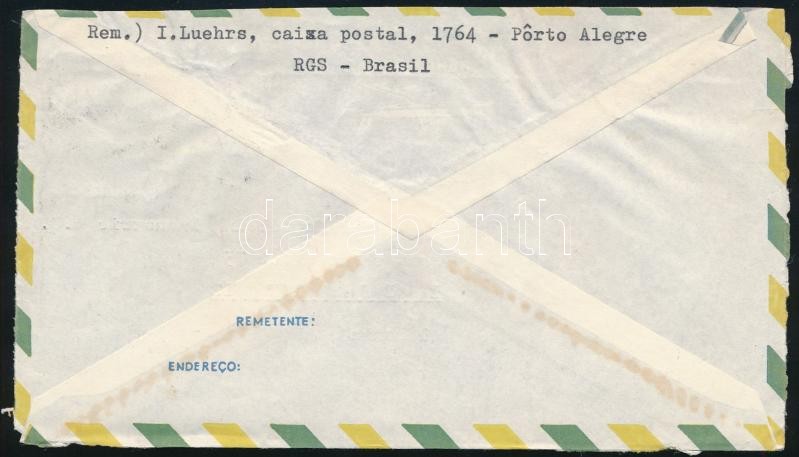 Rem.) I.Luehrs, caixa postal, 1764 - Pôrto Alegre
RGS - Brasil
darabanth
REMETENTE:
ENDEREÇO: